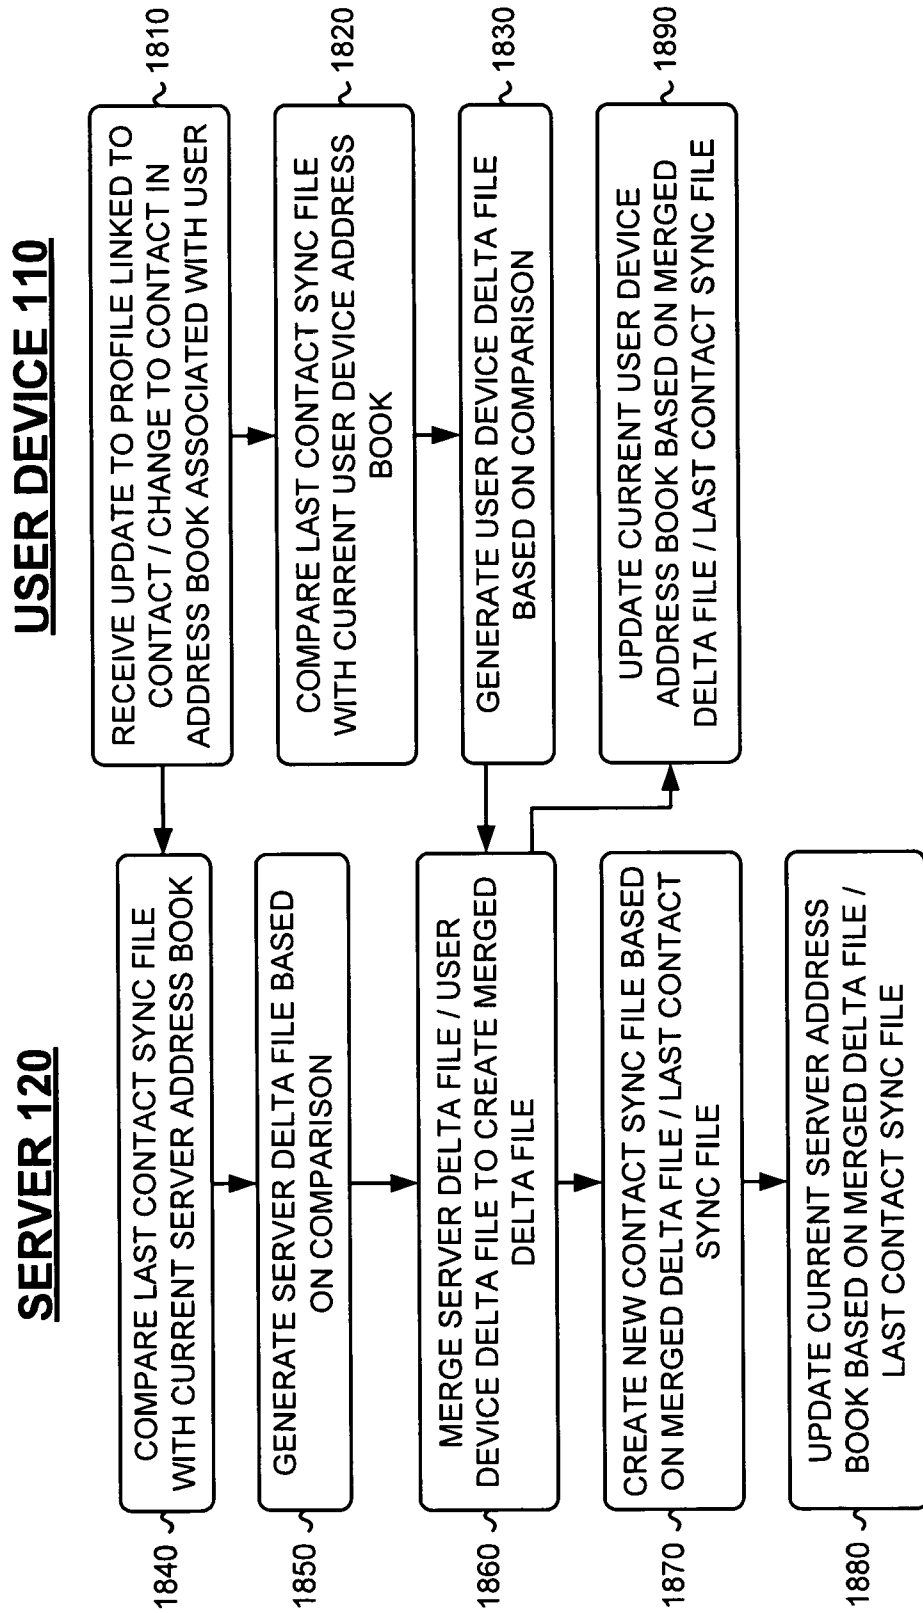 SERVER 120
USER DEVICE 110
RECEIVE UPDATE TO PROFILE LINKED TO
CONTACT / CHANGE TO CONTACT IN
ADDRESS BOOK ASSOCIATED WITH USER
1810
COMPARE LAST CONTACT SYNC FILE
WITH CURRENT USER DEVICE ADDRESS
BOOK
1820
GENERATE USER DEVICE DELTA FILE
BASED ON COMPARISON
1830
UPDATE CURRENT USER DEVICE
ADDRESS BOOK BASED ON MERGED
DELTA FILE / LAST CONTACT SYNC FILE
1890
1840
COMPARE LAST CONTACT SYNC FILE
WITH CURRENT SERVER ADDRESS BOOK
1850
GENERATE SERVER DELTA FILE BASED
ON COMPARISON
1860
MERGE SERVER DELTA FILE / USER
DEVICE DELTA FILE TO CREATE MERGED
DELTA FILE
1870
CREATE NEW CONTACT SYNC FILE BASED
ON MERGED DELTA FILE / LAST CONTACT
SYNC FILE
1880
UPDATE CURRENT SERVER ADDRESS
BOOK BASED ON MERGED DELTA FILE /
LAST CONTACT SYNC FILE